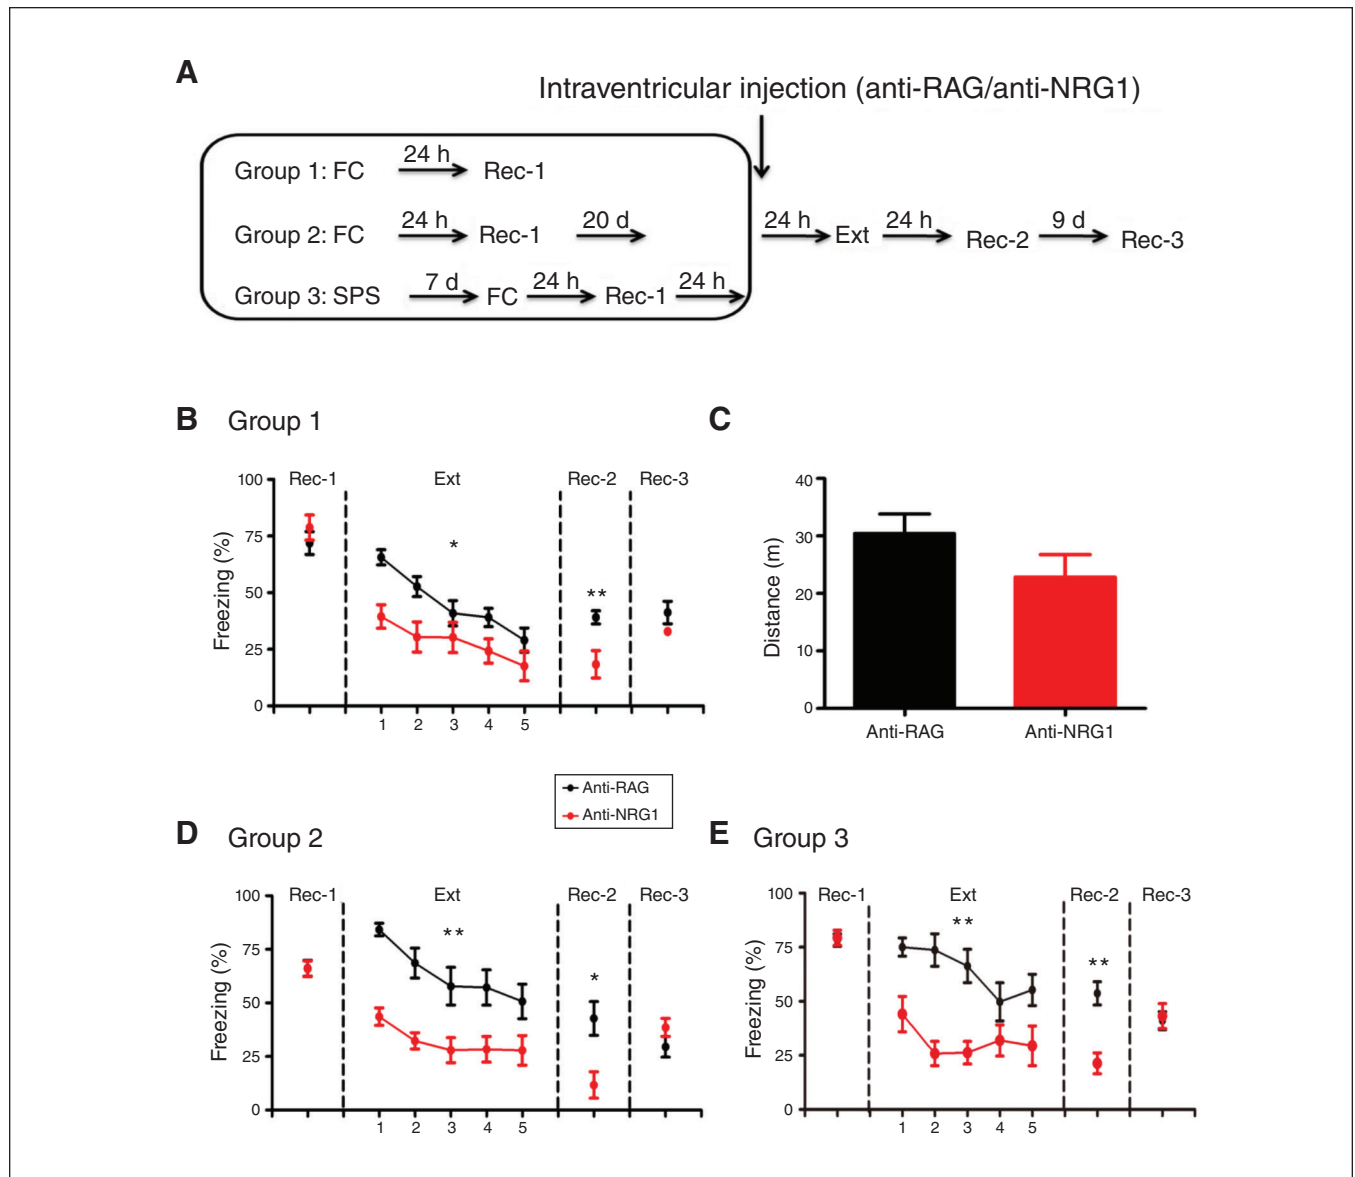 A
Intraventricular injection (anti-RAG/anti-NRG1)
Group 1: FC 24 h Rec-1
Group 2: FC 24 h Rec-1 20 d 24 h Ext 24 h Rec-2 9 d Rec-3
Group 3: SPS 7 d FC 24 h Rec-1 24 h
B Group 1
Rec-1 Ext Rec-2 Rec-3
Freezing (%)
100
75
50
25
0
*
**
1 2 3 4 5
C
Distance (m)
40
30
20
10
0
Anti-RAG Anti-NRG1
Anti-RAG
Anti-NRG1
D Group 2
Rec-1 Ext Rec-2 Rec-3
Freezing (%)
100
75
50
25
0
**
*
1 2 3 4 5
E Group 3
Rec-1 Ext Rec-2 Rec-3
Freezing (%)
100
75
50
25
0
**
**
1 2 3 4 5